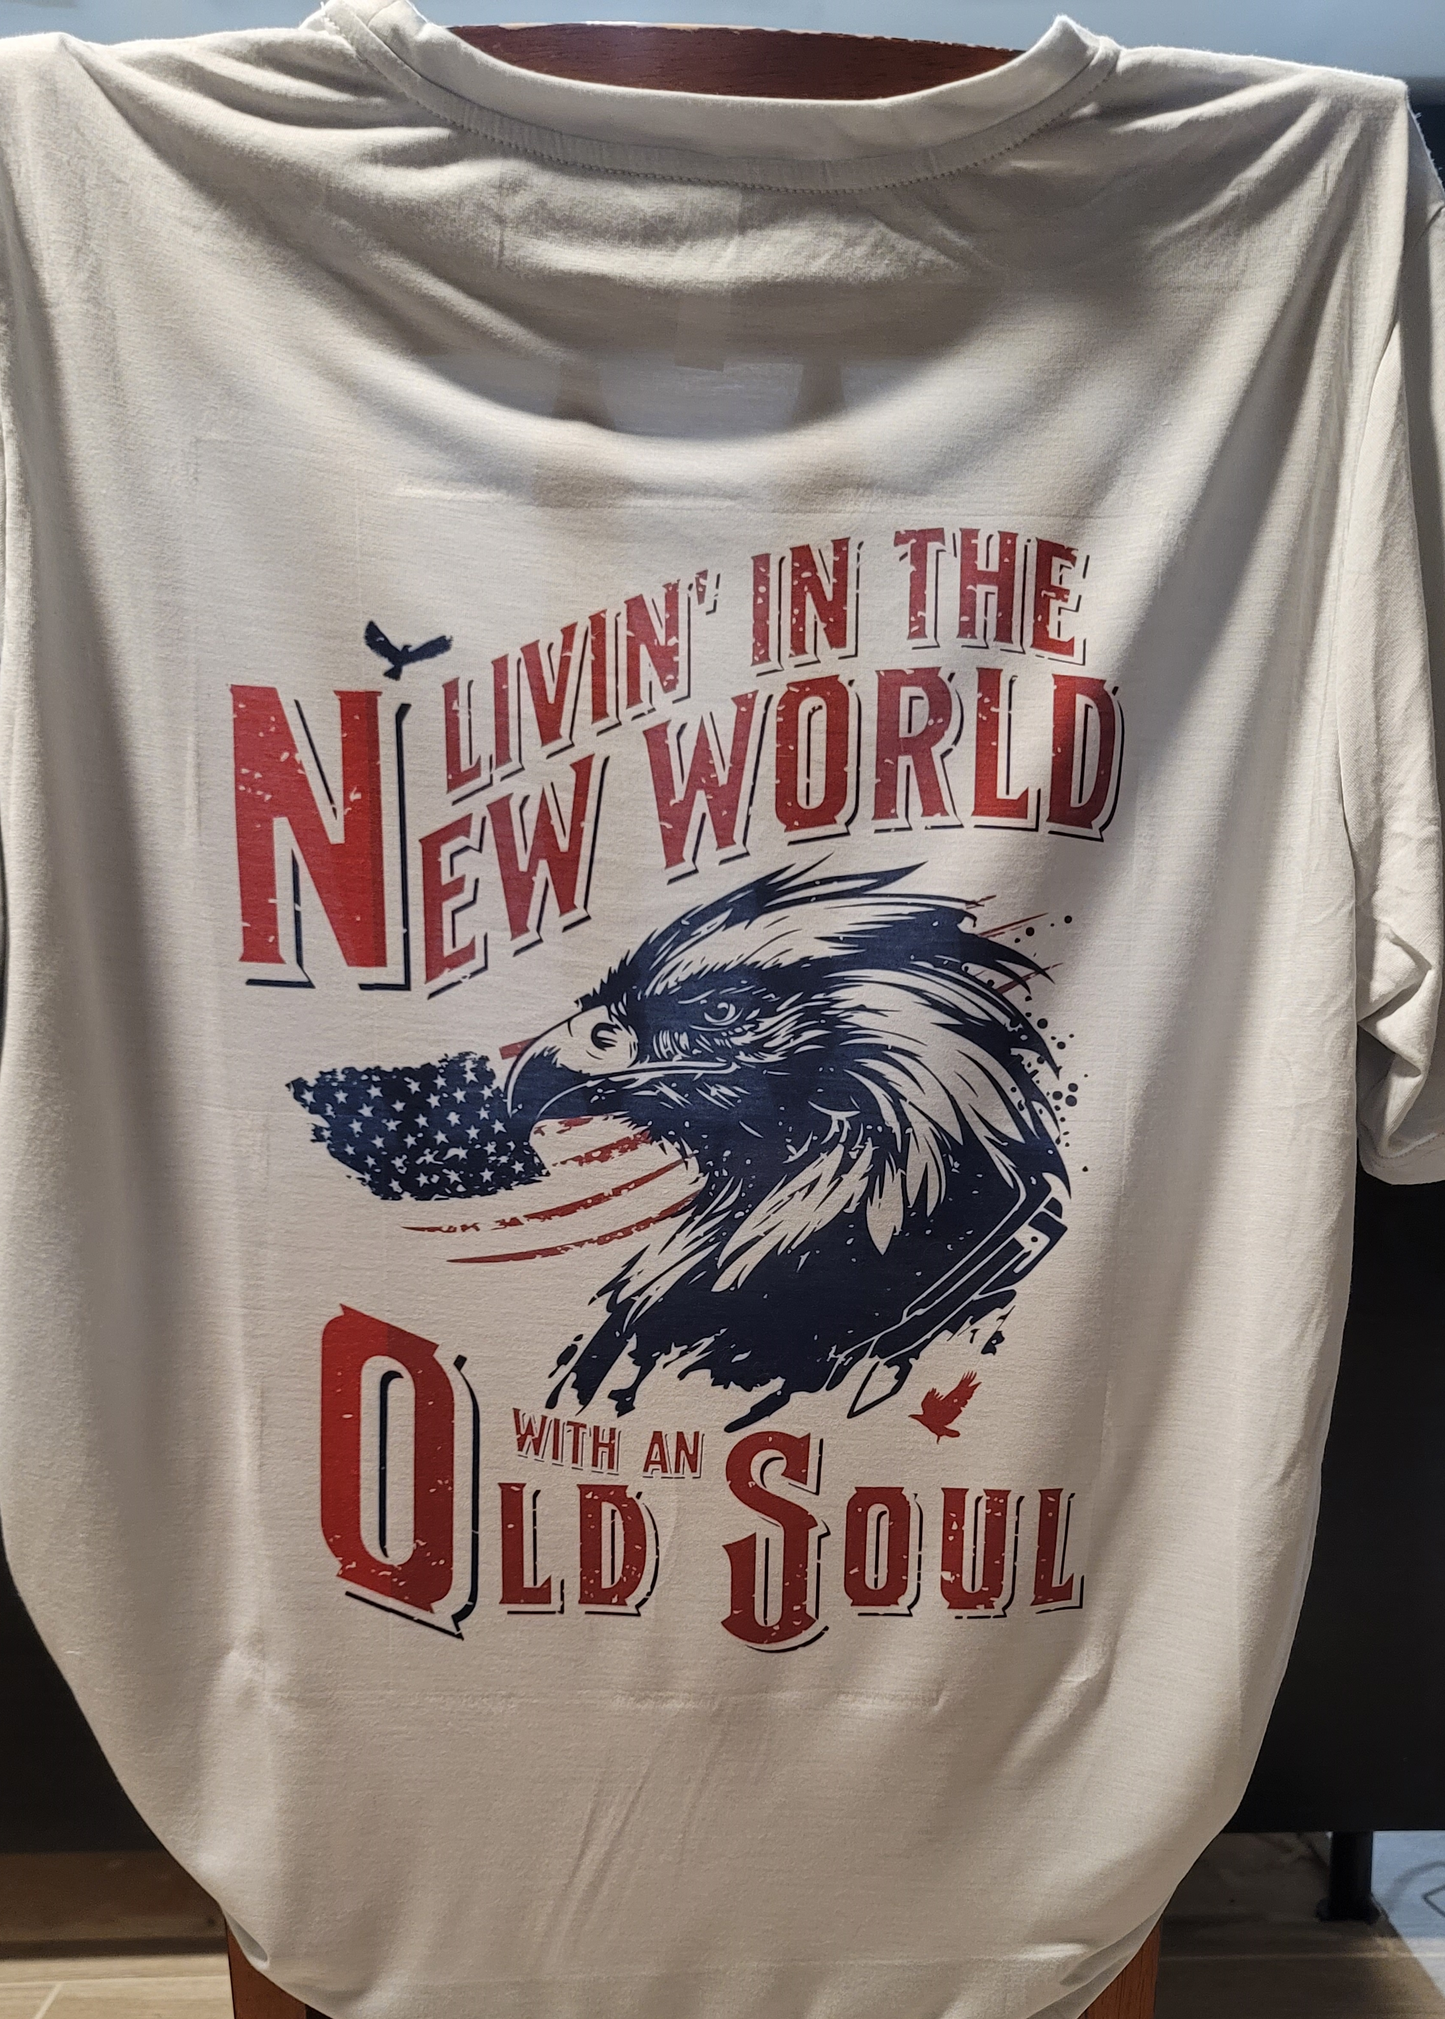 LIVIN' IN THE
NEW WORLD
WITH AN
OLD SOUL